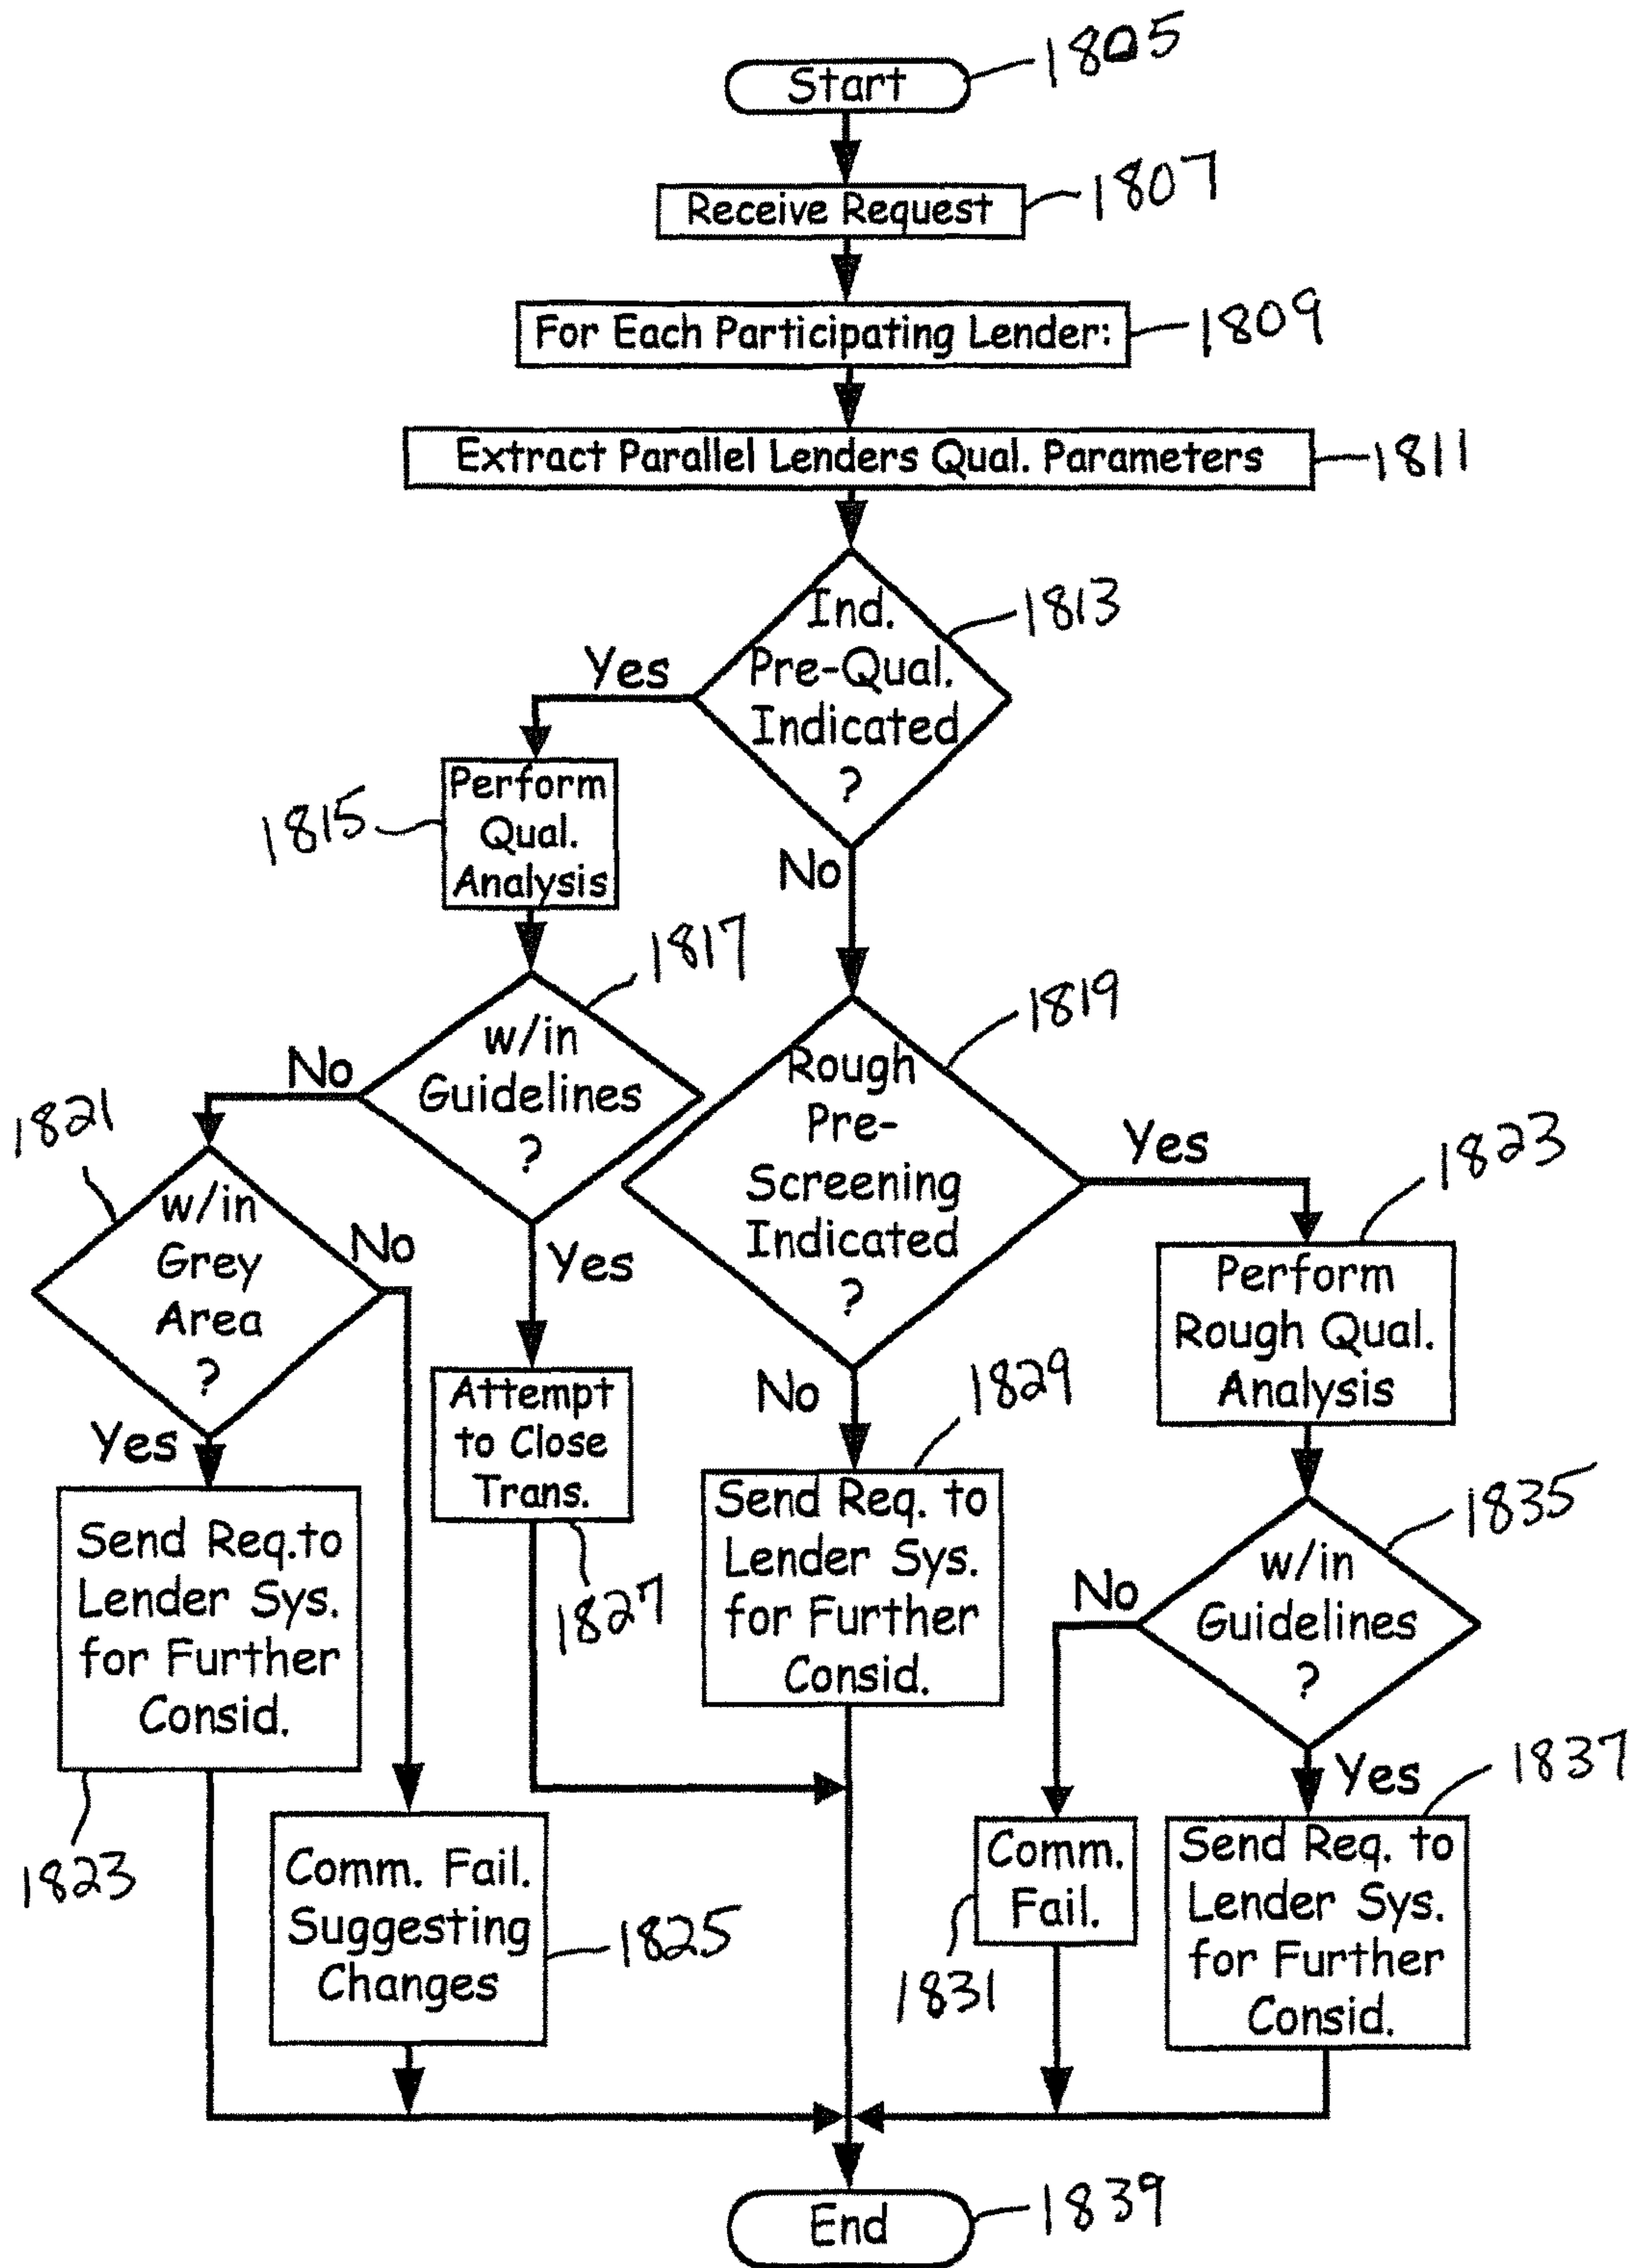 Start
1805
Receive Request
1807
For Each Participating Lender:
1809
Extract Parallel Lenders Qual. Parameters
1811
Ind.
Pre-Qual.
Indicated
?
1813
Yes
No
Perform
Qual.
Analysis
1815
w/in
Guidelines
?
1817
No
Yes
Rough
Pre-
Screening
Indicated
?
1819
Yes
No
1821
w/in
Grey
Area
?
No
Yes
1823
Perform
Rough Qual.
Analysis
Attempt
to Close
Trans.
1827
1829
Send Req. to
Lender Sys.
for Further
Consid.
Send Req.to
Lender Sys.
for Further
Consid.
1823
1835
w/in
Guidelines
?
No
Yes
Comm. Fail.
Suggesting
Changes
1825
Comm.
Fail.
1831
1837
Send Req. to
Lender Sys.
for Further
Consid.
End
1839